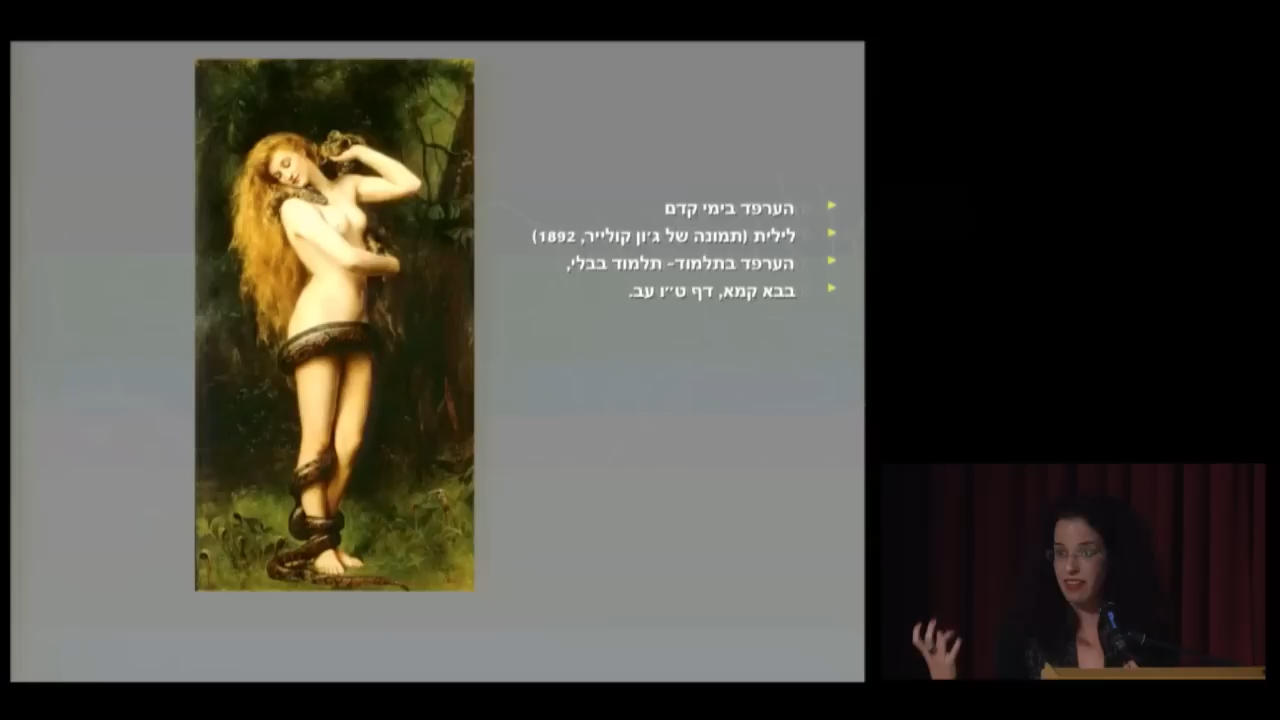 הערפד בימי קדם
לילית (תמונה של ג'ון קולייר, 1892)
הערפד בתלמוד- תלמוד בבלי,
בבא קמא, דף ט"ו עב.